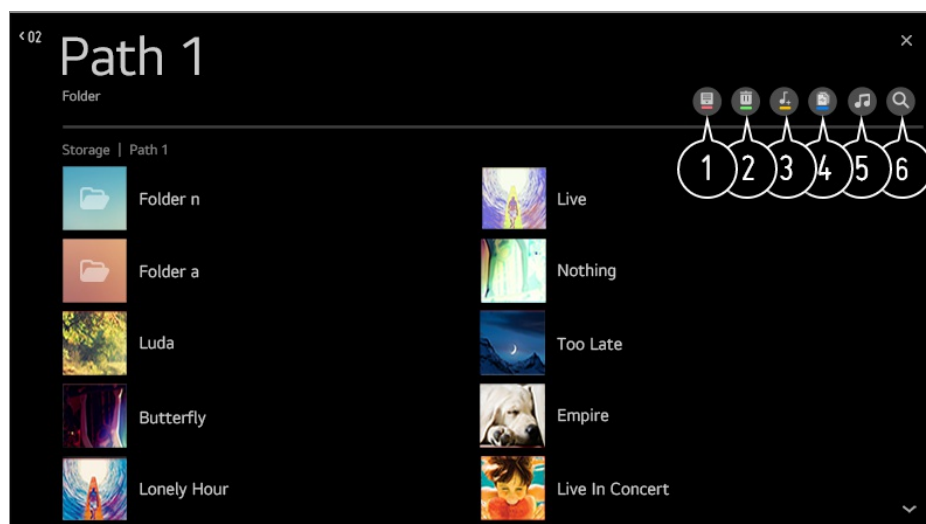 <02
Path 1
Folder
1 2 3 4 5 6
Storage | Path 1
Folder n
Folder a
Luda
Butterfly
Lonely Hour
Live
Nothing
Too Late
Empire
Live In Concert